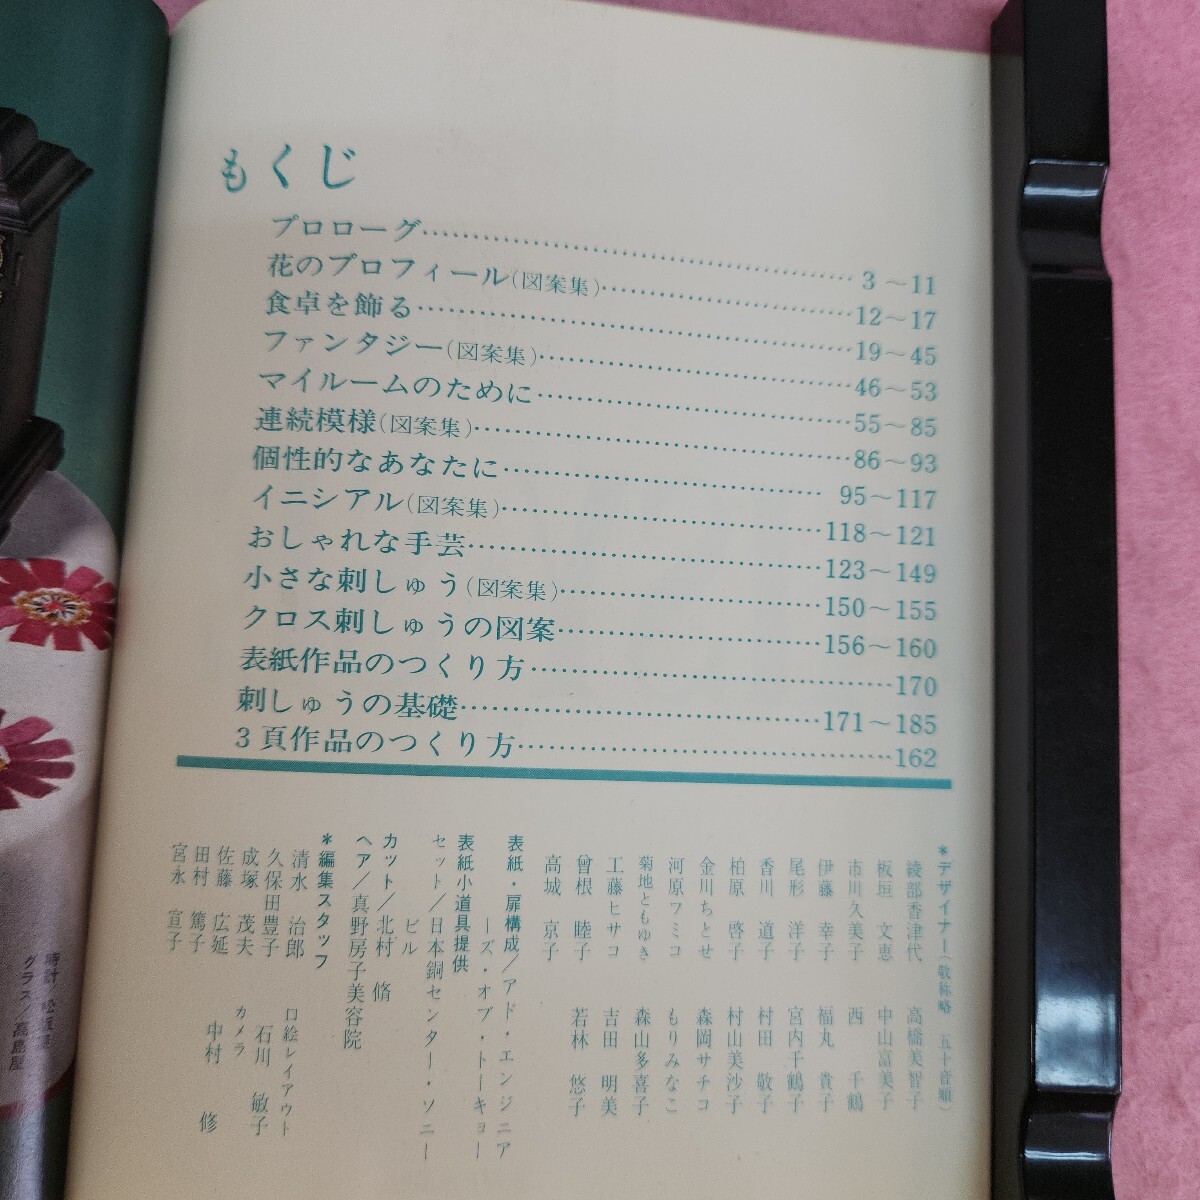 もくじ
プロローグ……3〜11
花のプロフィール(図案集)……12〜17
食卓を飾る……19〜45
ファンタジー(図案集)……46〜53
マイルームのために……55〜85
連続模様(図案集)……86〜93
個性的なあなたに……95〜117
イニシアル(図案集)……118〜121
おしゃれな手芸……123〜149
小さな刺しゅう(図案集)……150〜155
クロス刺しゅうの図案……156〜160
表紙作品のつくり方……170
刺しゅうの基礎……171〜185
3頁作品のつくり方……162
*デザイナー(敬称略 五十音順)
綾部香津代 高橋美智子
板垣文恵 中山富美子
市川久美子 西千鶴
伊藤幸子 福丸貴子
尾形洋子 宮内千鶴子
香川道子 村田敬子
柏原啓子 村山美沙子
金川ちとせ 森岡サチコ
河原フミコ もりみなこ
菊地ともゆき 森山多喜子
工藤ヒサコ 吉田明美
曾根睦子 若林悠子
高城京子
表紙・扉構成/アド・エンジニア
ーズ・オブ・トーキョー
表紙小道具提供
セット/日本銅センター・ソニー
ビル
カット/北村脩
ヘア/真野房子美容院
*編集スタッフ
清水治郎 口絵レイアウト
久保田豊子 石川敏子
成塚茂夫 カメラ
佐藤広延 中村修
田村篤子
宮永宣子
時計 松坂屋
グラス/高島屋